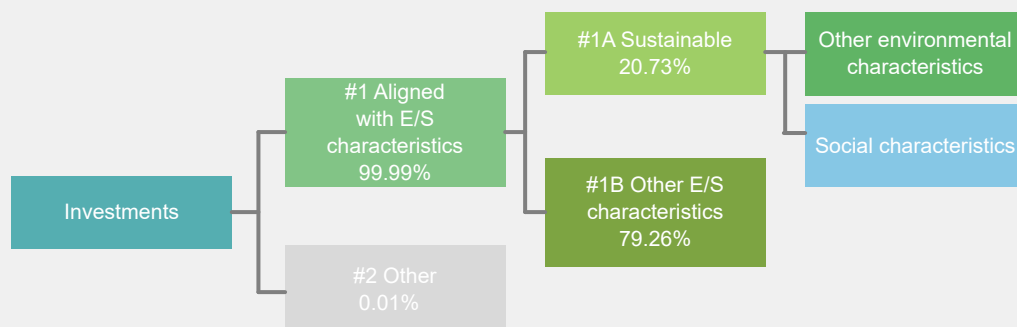 Investments
#1 Aligned
with E/S
characteristics
99.99%
#2 Other
0.01%
#1A Sustainable
20.73%
#1B Other E/S
characteristics
79.26%
Other environmental
characteristics
Social characteristics